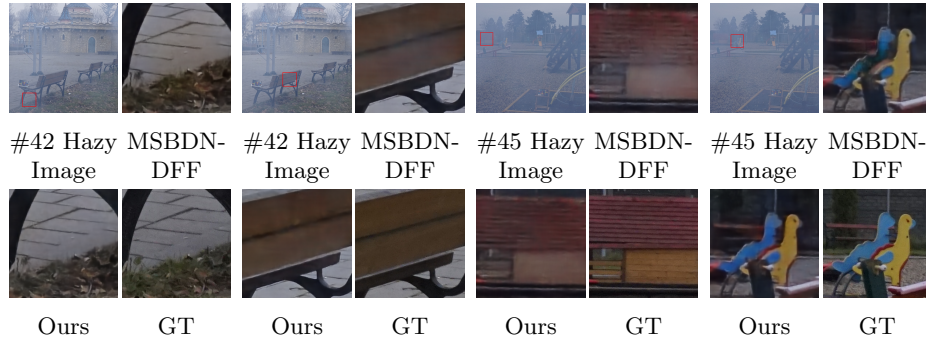 #42 Hazy Image
MSBDN-DFF
#42 Hazy Image
MSBDN-DFF
#45 Hazy Image
MSBDN-DFF
#45 Hazy Image
MSBDN-DFF
Ours
GT
Ours
GT
Ours
GT
Ours
GT